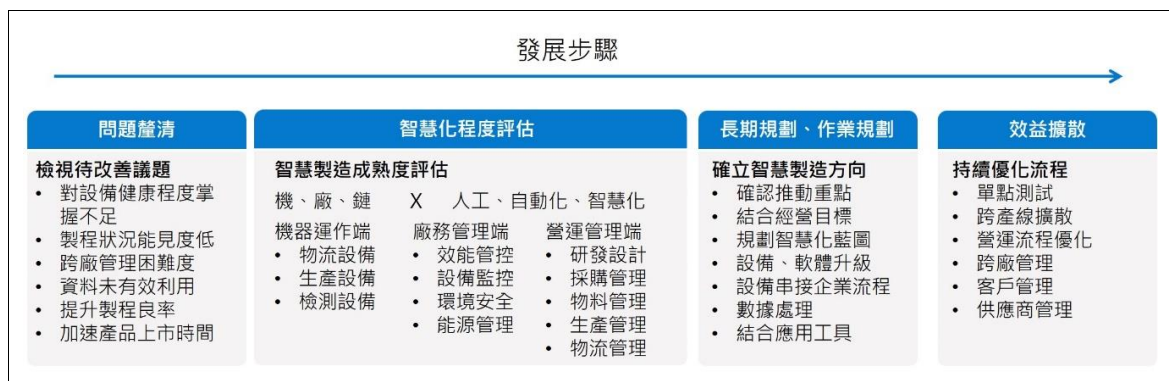 發展步驟
問題釐清
檢視待改善議題
• 對設備健康程度掌
握不足
• 製程狀況能見度低
• 跨廠管理困難度
• 資料未有效利用
• 提升製程良率
• 加速產品上市時間
智慧化程度評估
智慧製造成熟度評估
機、廠、鏈 X 人工、自動化、智慧化
機器運作端
• 物流設備
• 生產設備
• 檢測設備
廠務管理端
• 效能管控
• 設備監控
• 環境安全
• 能源管理
營運管理端
• 研發設計
• 採購管理
• 物料管理
• 生產管理
• 物流管理
長期規劃、作業規劃
確立智慧製造方向
• 確認推動重點
• 結合經營目標
• 規劃智慧化藍圖
• 設備、軟體升級
• 設備串接企業流程
• 數據處理
• 結合應用工具
效益擴散
持續優化流程
• 單點測試
• 跨產線擴散
• 營運流程優化
• 跨廠管理
• 客戶管理
• 供應商管理